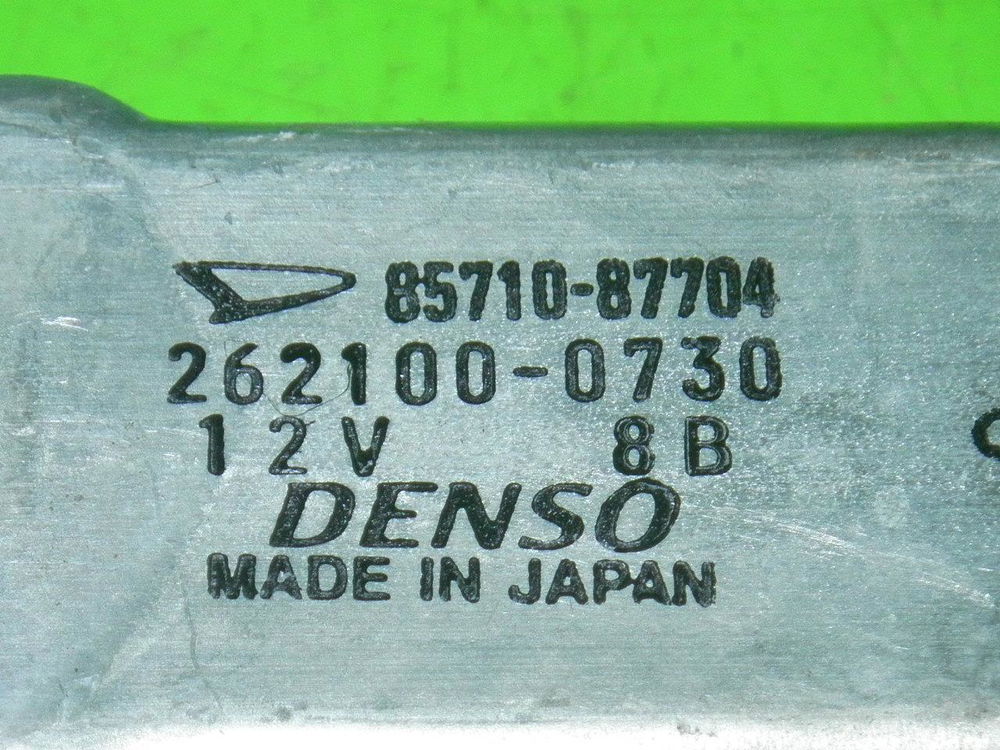 85710-87704
262100-0730
12V 8B
DENSO
MADE IN JAPAN